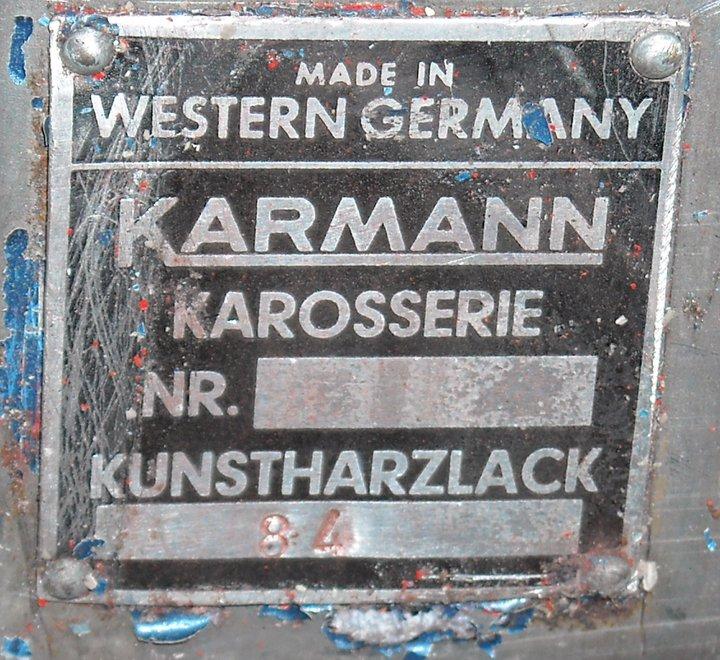 MADE IN
WESTERN GERMANY
KARMANN
KAROSSERIE
NR.
KUNSTHARZLACK
84